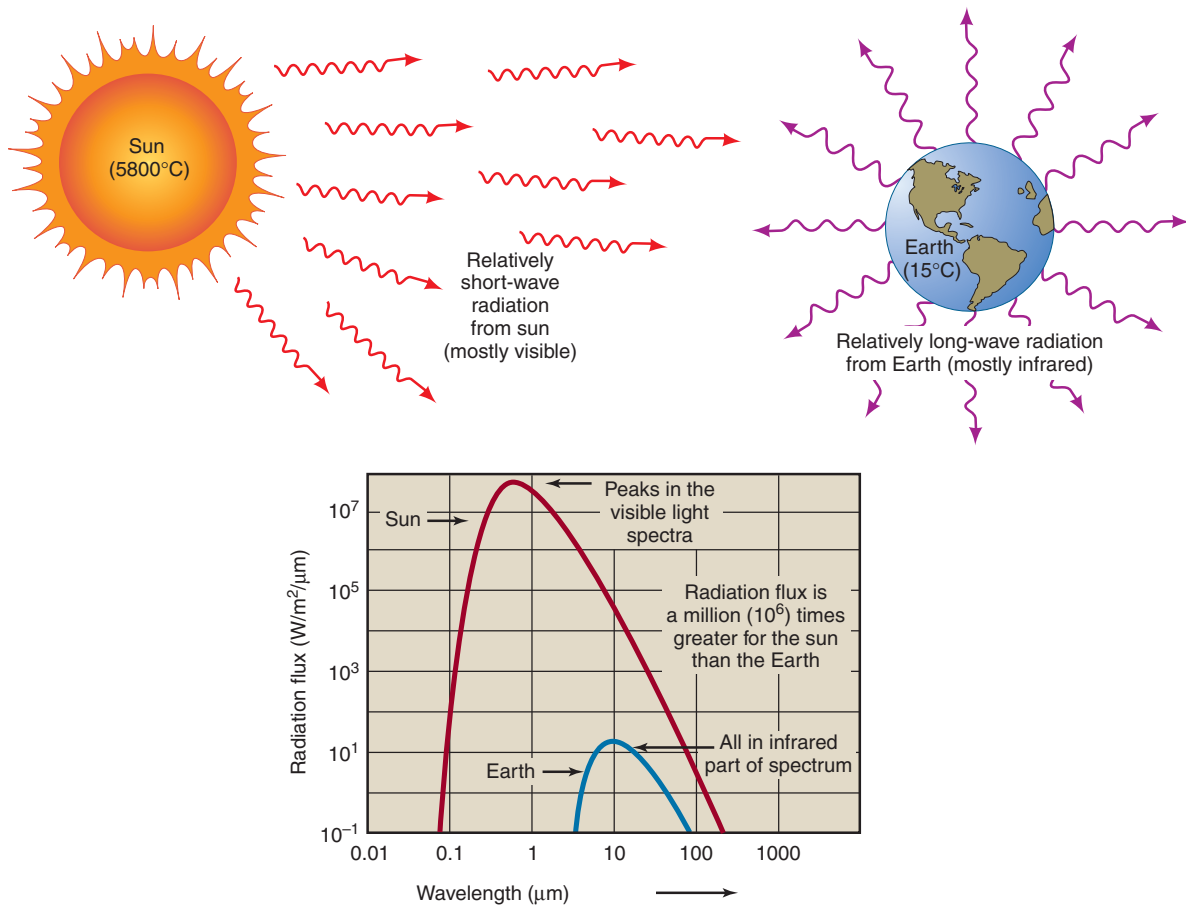 Sun
(5800°C)
Relatively
short-wave
radiation
from sun
(mostly visible)
Earth
(15°C)
Relatively long-wave radiation
from Earth (mostly infrared)
Radiation flux (W/m²/μm)
10⁷
10⁵
10³
10¹
10⁻¹
Sun
Peaks in the
visible light
spectra
Radiation flux is
a million (10⁶) times
greater for the sun
than the Earth
Earth
All in infrared
part of spectrum
0.01 0.1 1 10 100 1000
Wavelength (μm)